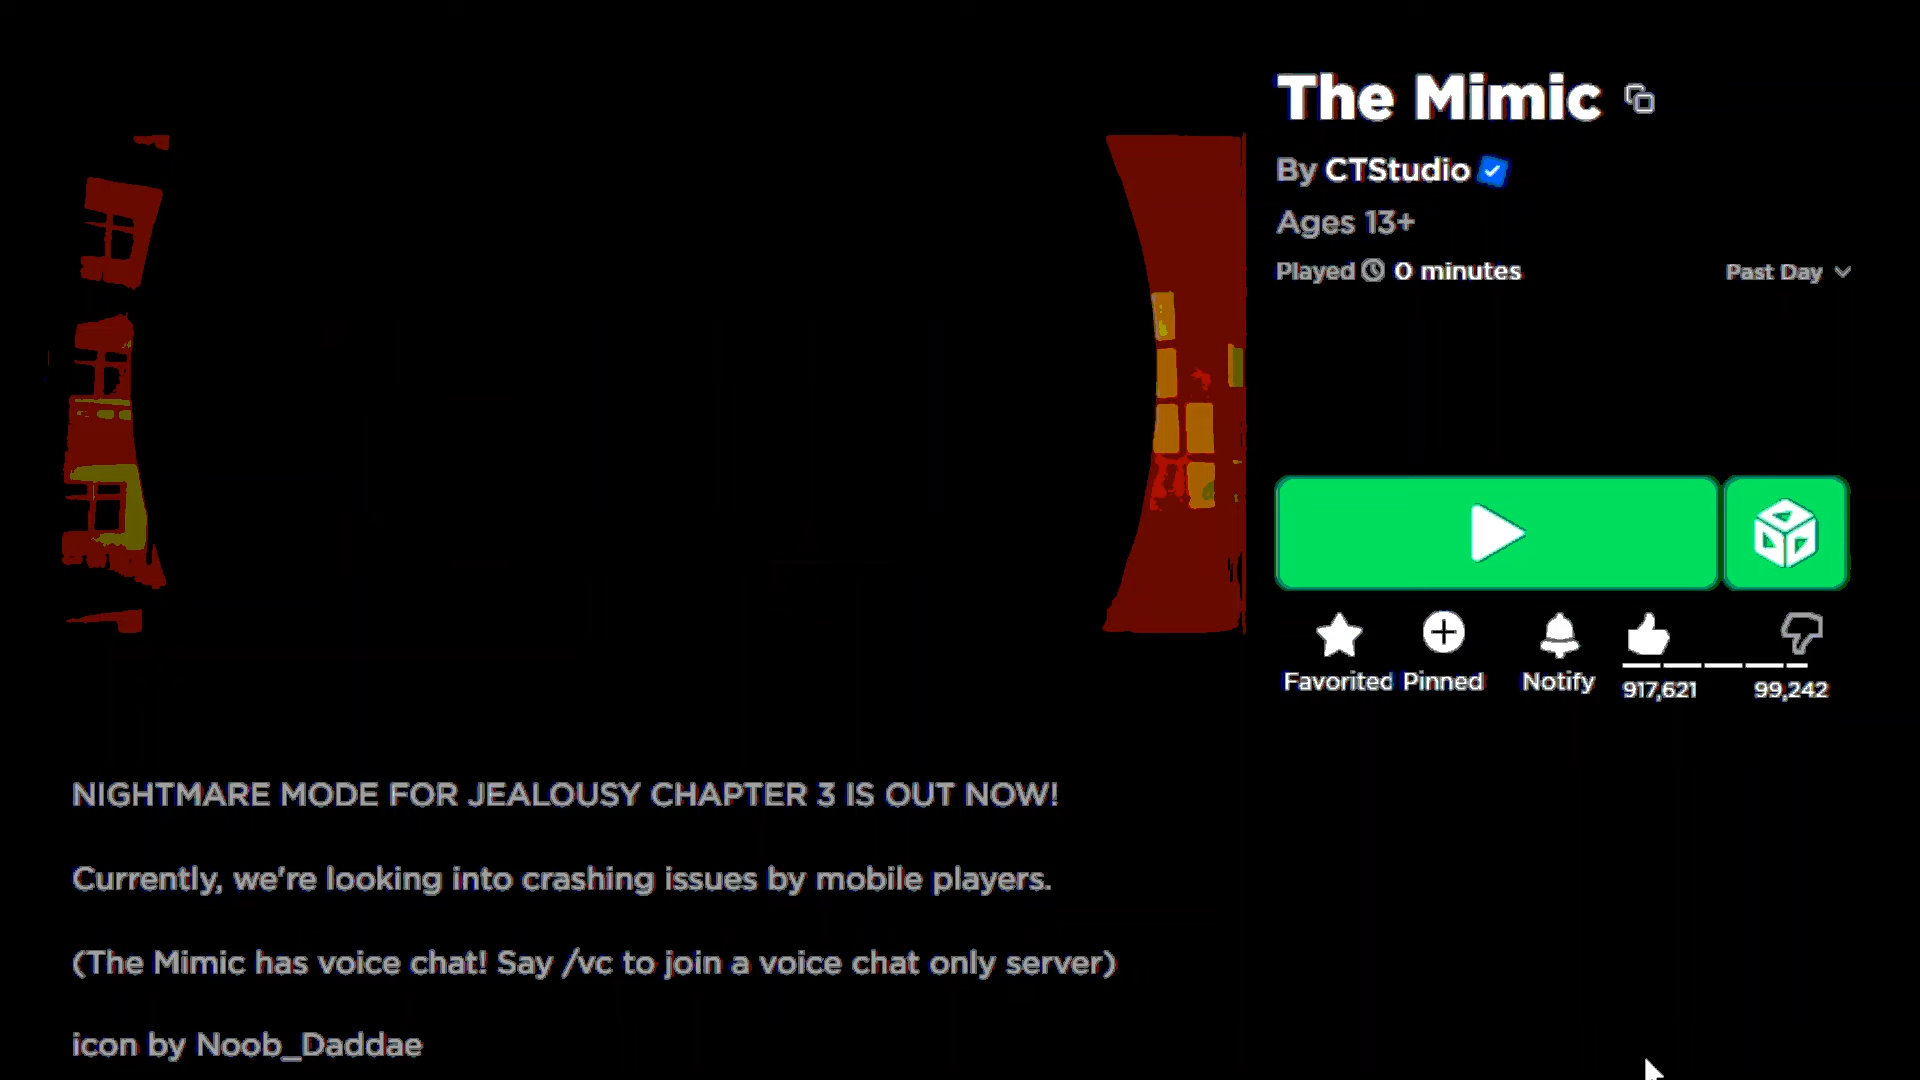 The Mimic
By CTStudio
Ages 13+
Played 0 minutes
Past Day
Favorited
Pinned
Notify
917,621
99,242
NIGHTMARE MODE FOR JEALOUSY CHAPTER 3 IS OUT NOW!
Currently, we're looking into crashing issues by mobile players.
(The Mimic has voice chat! Say /vc to join a voice chat only server)
icon by Noob_Daddae